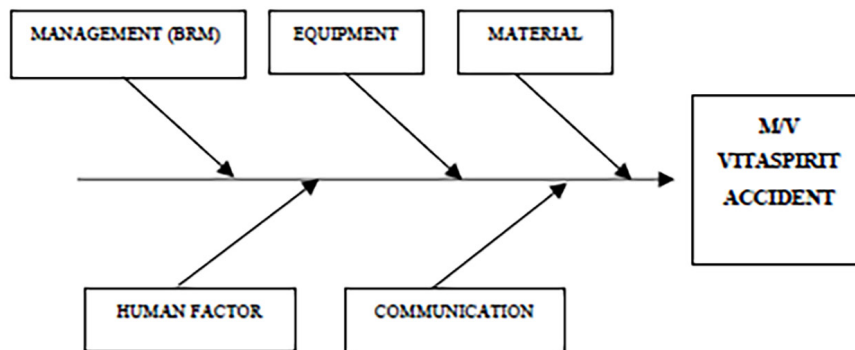 MANAGEMENT (BRM)
EQUIPMENT
MATERIAL
M/V
VITASPIRIT
ACCIDENT
HUMAN FACTOR
COMMUNICATION